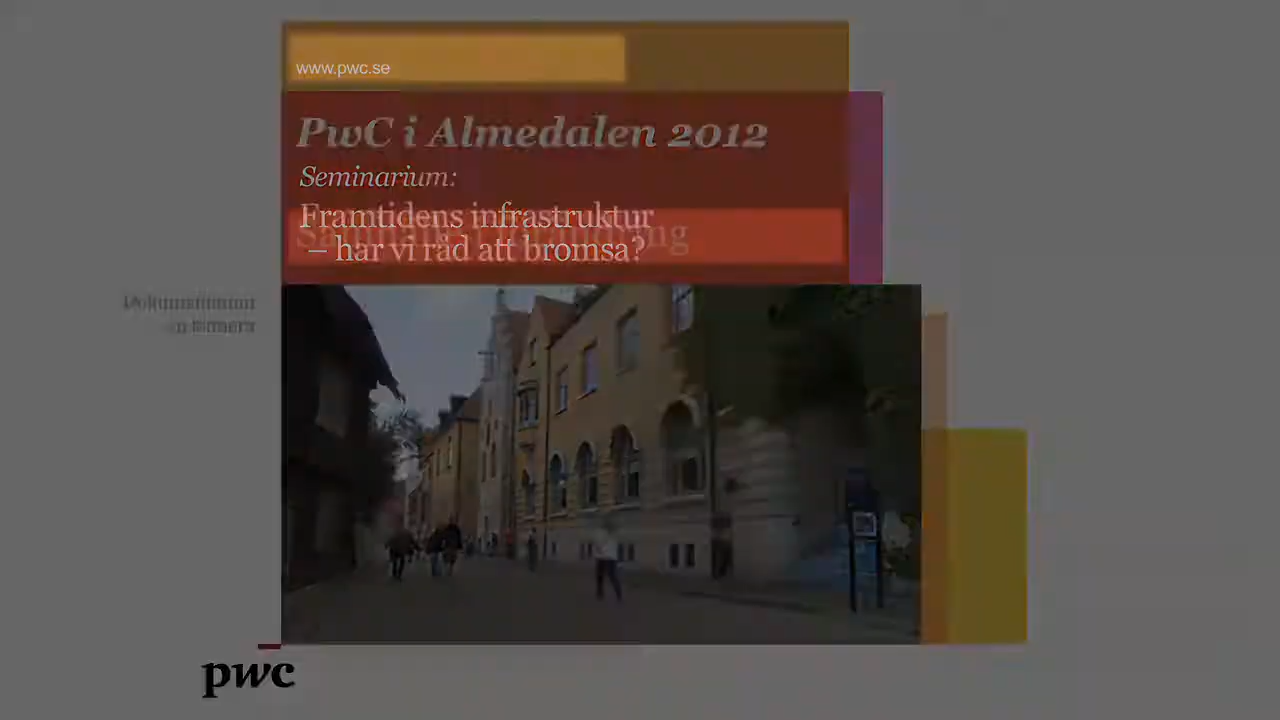 www.pwc.se
PwC i Almedalen 2012
Seminarium:
Framtidens infrastruktur
– har vi råd att bromsa?
pwc